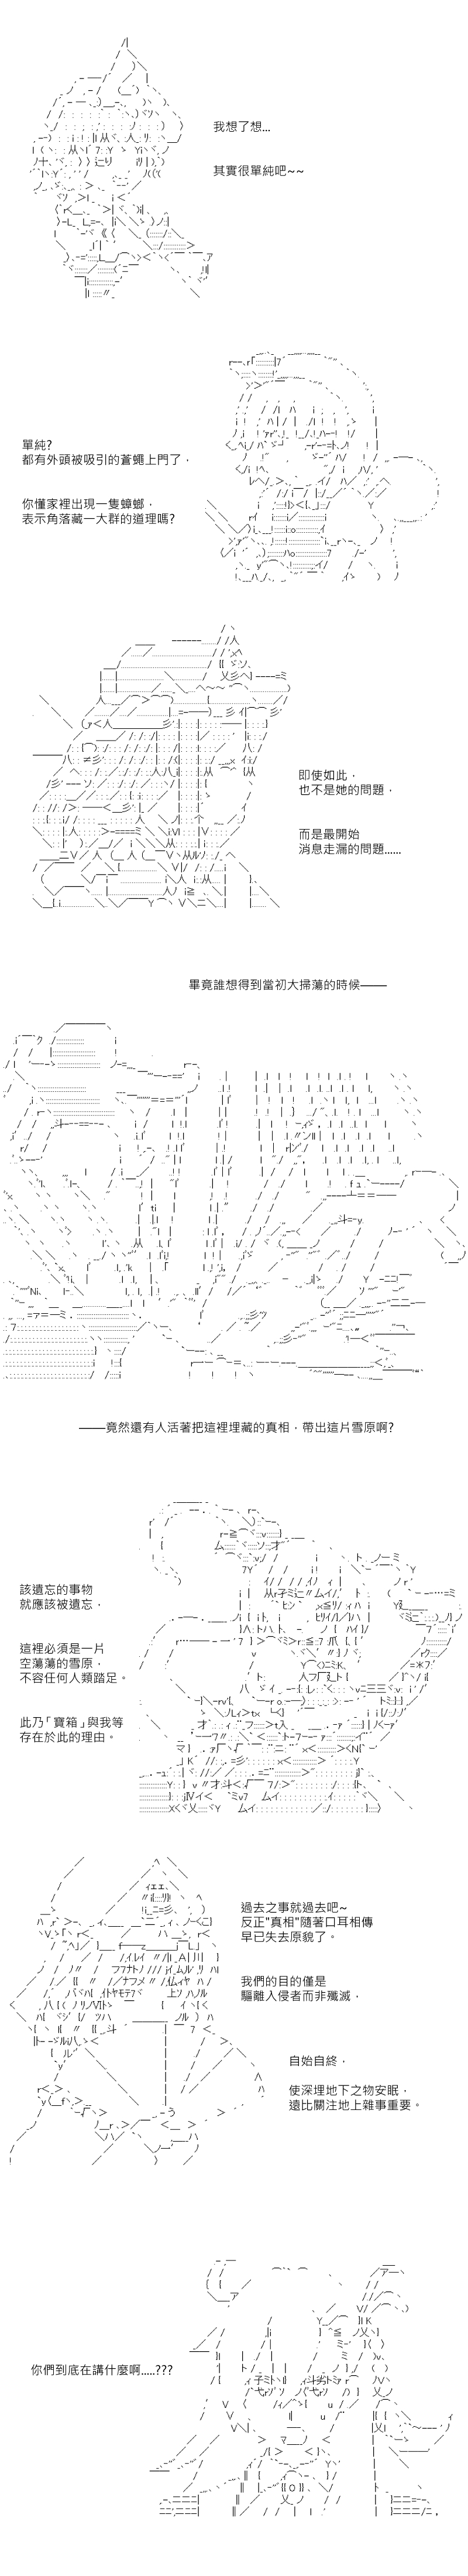 我想了想...
其實很單純吧~~
單純?
都有外頭被吸引的蒼蠅上門了，
你懂家裡出現一隻蟑螂，
表示角落藏一大群的道理嗎?
即使如此，
也不是她的問題，
而是最開始
消息走漏的問題......
畢竟誰想得到當初大掃蕩的時候───
───竟然還有人活著把這裡埋藏的真相，帶出這片雪原啊?
該遺忘的事物
就應該被遺忘，
這裡必須是一片
空蕩蕩的雪原，
不容任何人類踏足。
此乃「寶箱」與我等
存在於此的理由。
過去之事就過去吧~
反正"真相"隨著口耳相傳
早已失去原貌了。
我們的目的僅是
驅離入侵者而非殲滅，
自始自終，
使深埋地下之物安眠，
遠比關注地上雜事重要。
你們到底在講什麼啊.....???